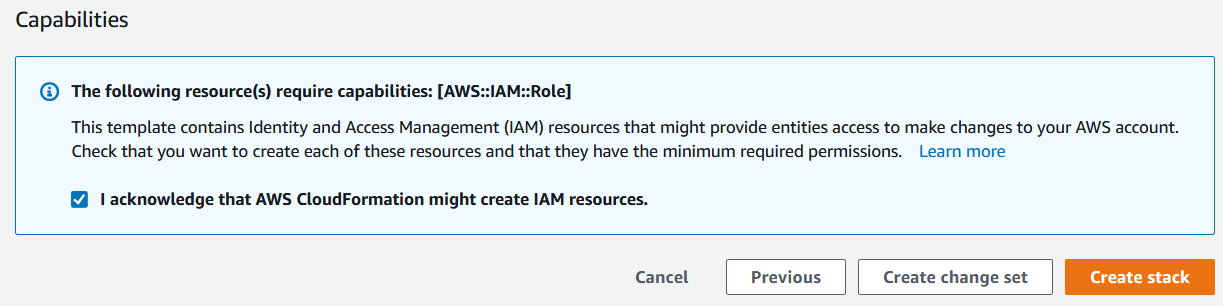 Capabilities
The following resource(s) require capabilities: [AWS::IAM::Role]
This template contains Identity and Access Management (IAM) resources that might provide entities access to make changes to your AWS account.
Check that you want to create each of these resources and that they have the minimum required permissions. Learn more
I acknowledge that AWS CloudFormation might create IAM resources.
Cancel Previous Create change set Create stack